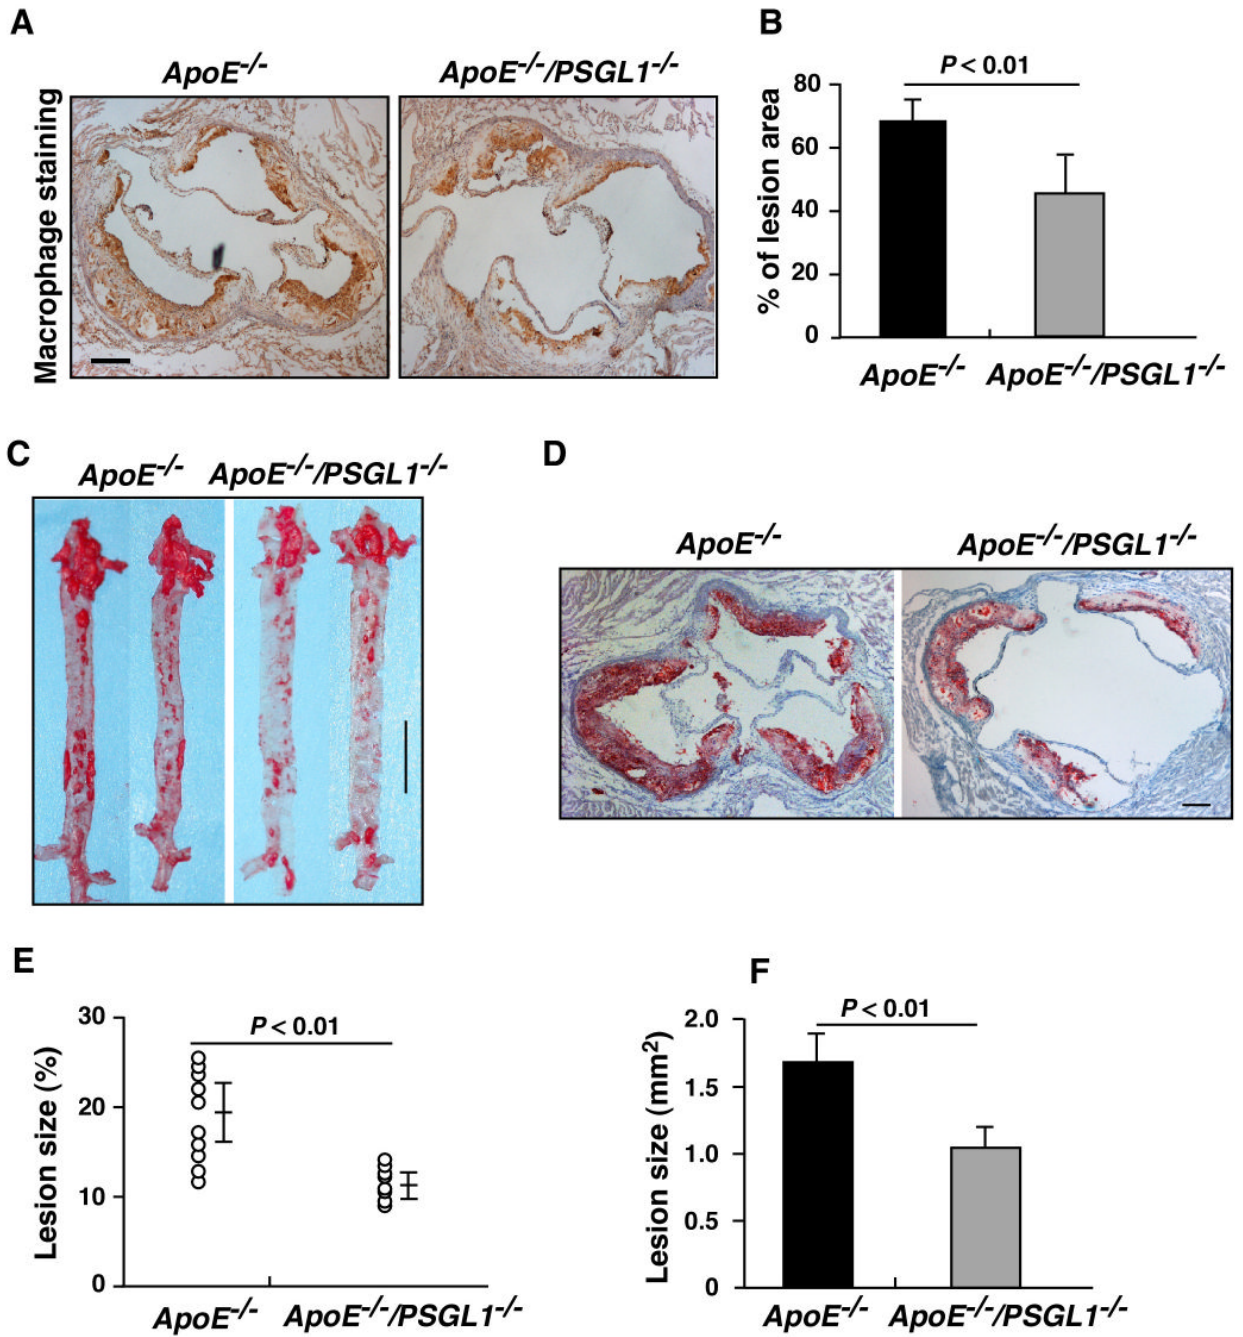 A
ApoE-/-
ApoE-/-/PSGL1-/-
Macrophage staining
B
P < 0.01
% of lesion area
80
60
40
20
0
ApoE-/-
ApoE-/-/PSGL1-/-
C
ApoE-/-
ApoE-/-/PSGL1-/-
D
ApoE-/-
ApoE-/-/PSGL1-/-
E
P < 0.01
Lesion size (%)
30
20
10
0
ApoE-/-
ApoE-/-/PSGL1-/-
F
P < 0.01
Lesion size (mm2)
2.0
1.5
1.0
0.5
0
ApoE-/-
ApoE-/-/PSGL1-/-